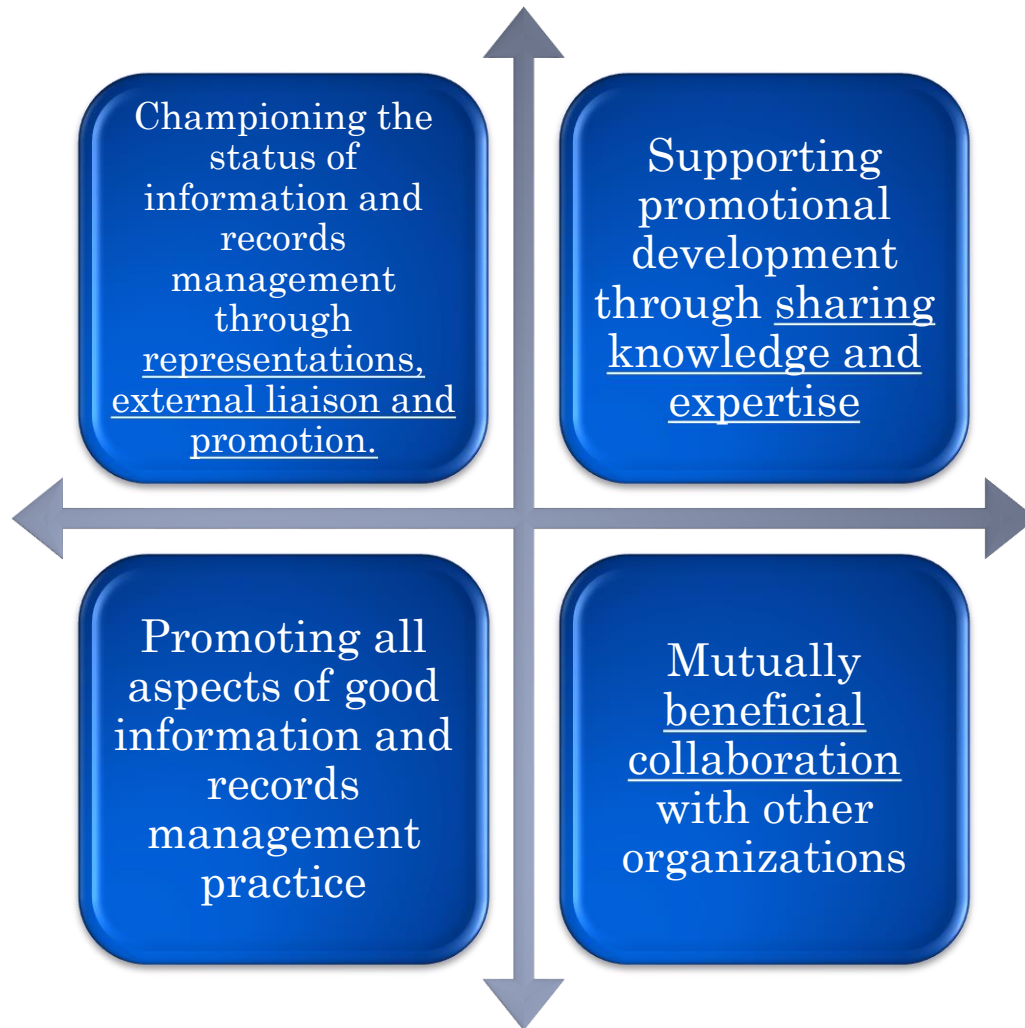 Championing the
status of
information and
records
management
through
representations,
external liaison and
promotion.
Supporting
promotional
development
through sharing
knowledge and
expertise
Promoting all
aspects of good
information and
records
management
practice
Mutually
beneficial
collaboration
with other
organizations